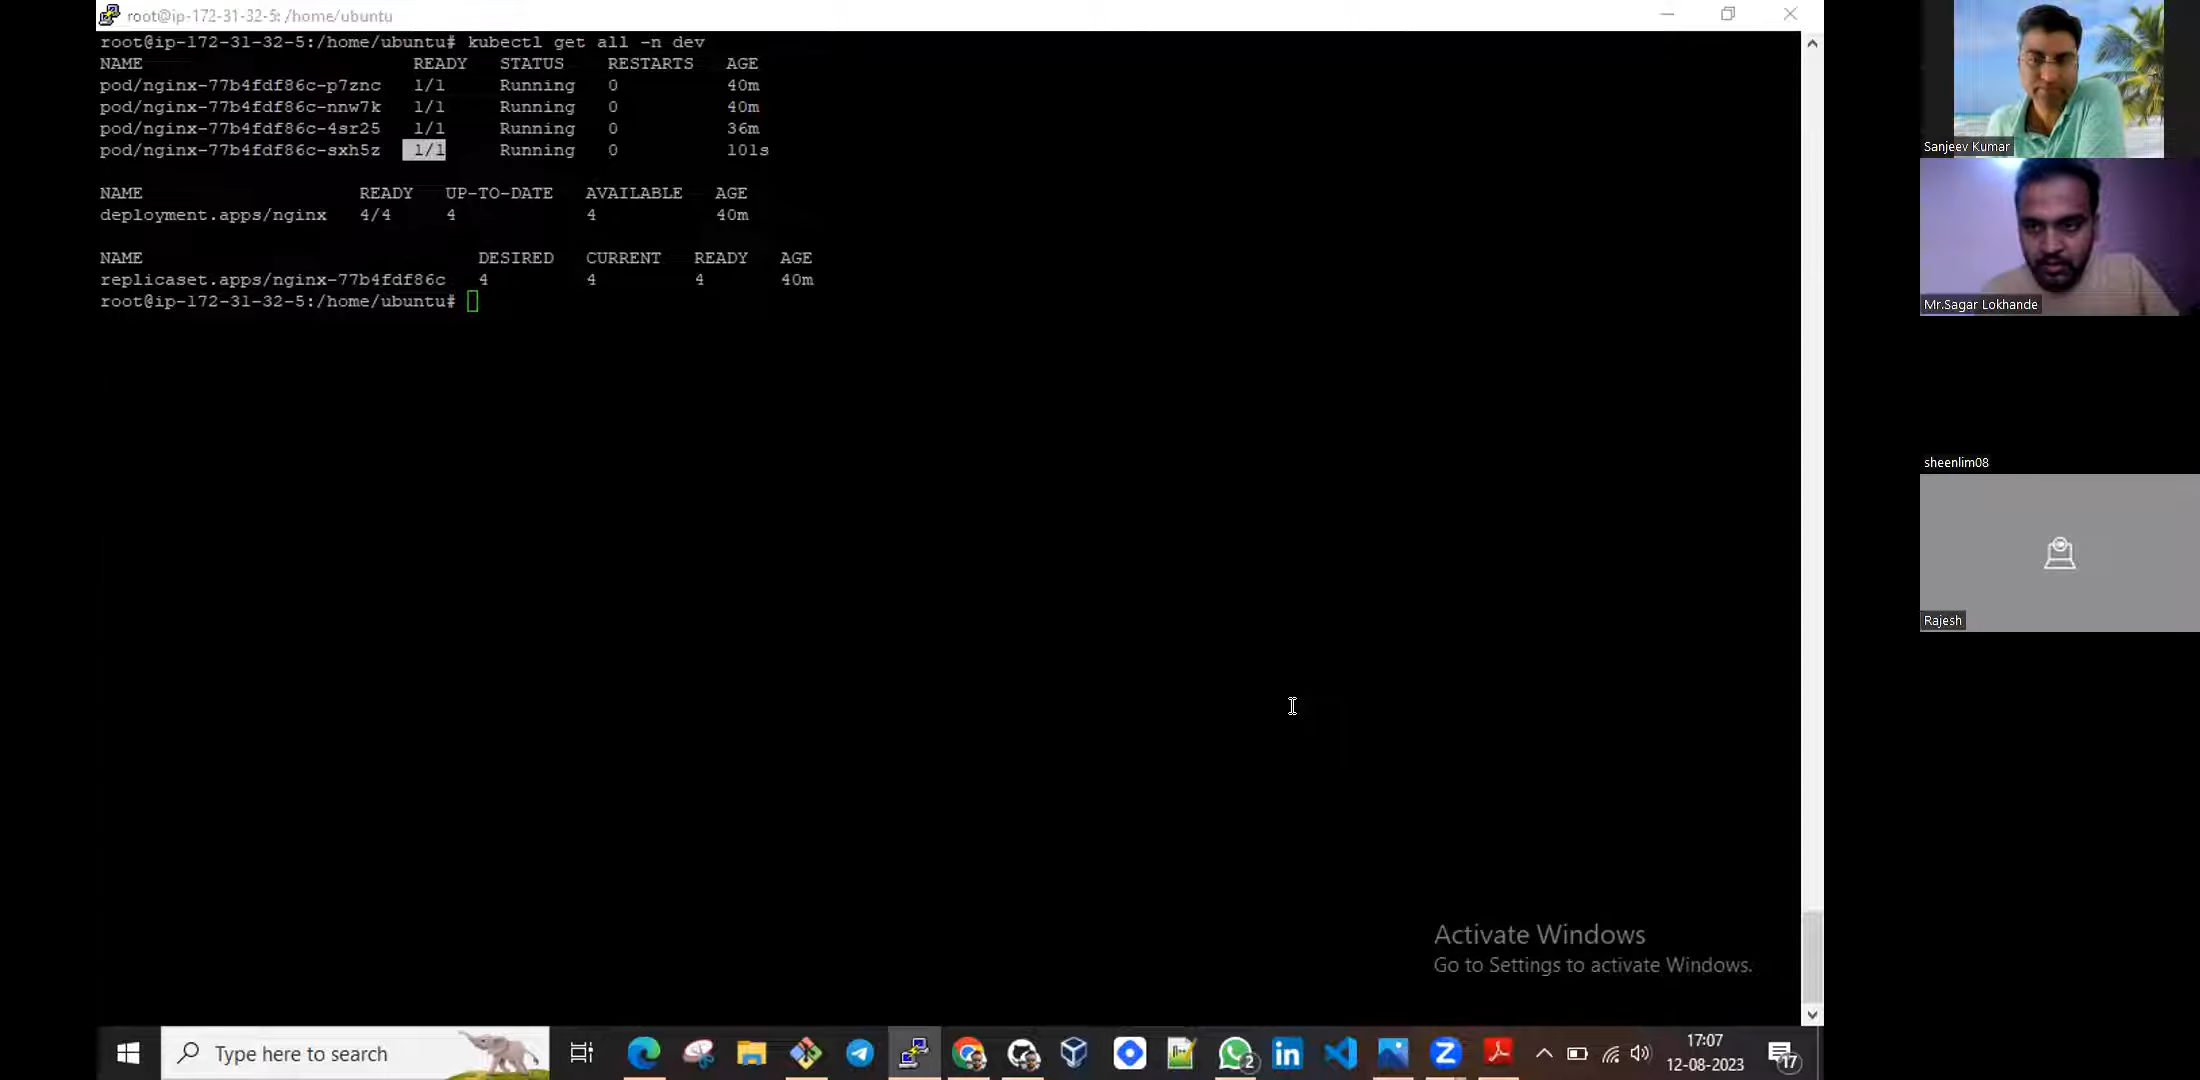 root@ip-172-31-32-5: /home/ubuntu
root@ip-172-31-32-5:/home/ubuntu# kubectl get all -n dev
NAME READY STATUS RESTARTS AGE
pod/nginx-77b4fdf86c-p7znc 1/1 Running 0 40m
pod/nginx-77b4fdf86c-nnw7k 1/1 Running 0 40m
pod/nginx-77b4fdf86c-4sr25 1/1 Running 0 36m
pod/nginx-77b4fdf86c-sxh5z 1/1 Running 0 101s
NAME READY UP-TO-DATE AVAILABLE AGE
deployment.apps/nginx 4/4 4 4 40m
NAME DESIRED CURRENT READY AGE
replicaset.apps/nginx-77b4fdf86c 4 4 4 40m
root@ip-172-31-32-5:/home/ubuntu#
Sanjeev Kumar
Mr.Sagar Lokhande
sheenlim08
Rajesh
Activate Windows
Go to Settings to activate Windows.
Type here to search
2
17:07
12-08-2023
17